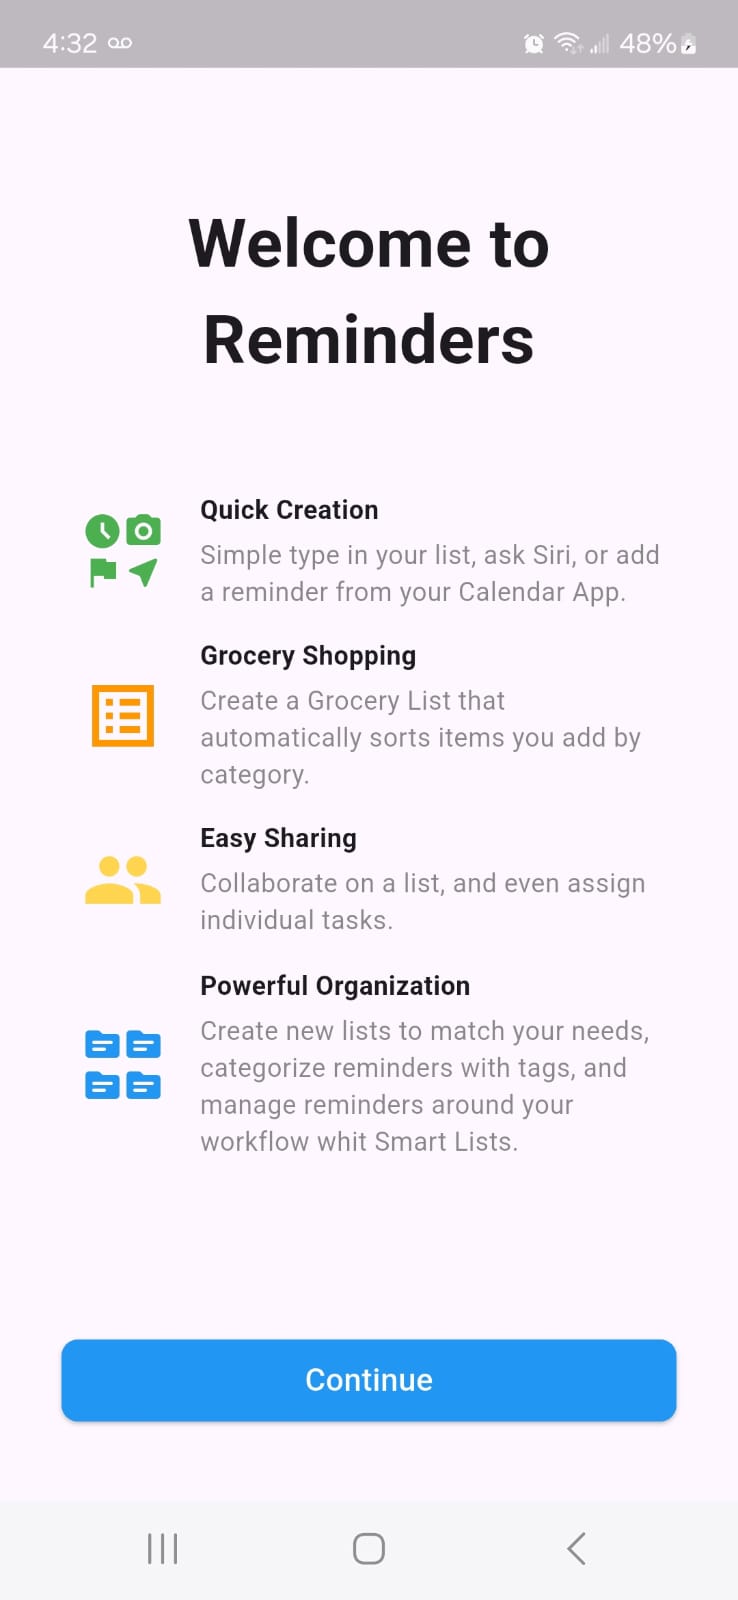 4:32
48%
Welcome to
Reminders
Quick Creation
Simple type in your list, ask Siri, or add
a reminder from your Calendar App.
Grocery Shopping
Create a Grocery List that
automatically sorts items you add by
category.
Easy Sharing
Collaborate on a list, and even assign
individual tasks.
Powerful Organization
Create new lists to match your needs,
categorize reminders with tags, and
manage reminders around your
workflow whit Smart Lists.
Continue